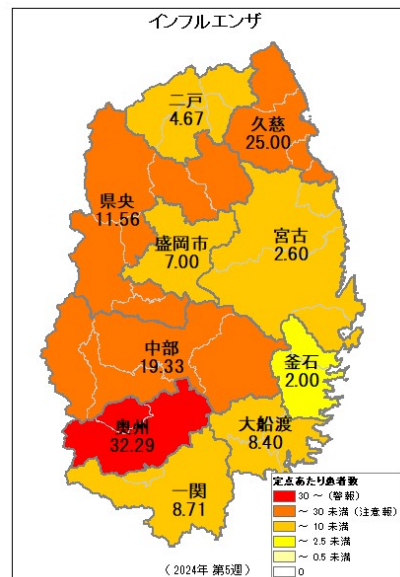 インフルエンザ
二戸
4.67
久慈
25.00
県央
11.56
盛岡市
7.00
宮古
2.60
中部
19.33
釜石
2.00
奥州
32.29
大船渡
8.40
一関
8.71
定点あたり患者数
30 ~ (警報)
~ 30 未満 (注意報)
~ 10 未満
~ 2.5 未満
~ 0.5 未満
0
(2024年 第5週)